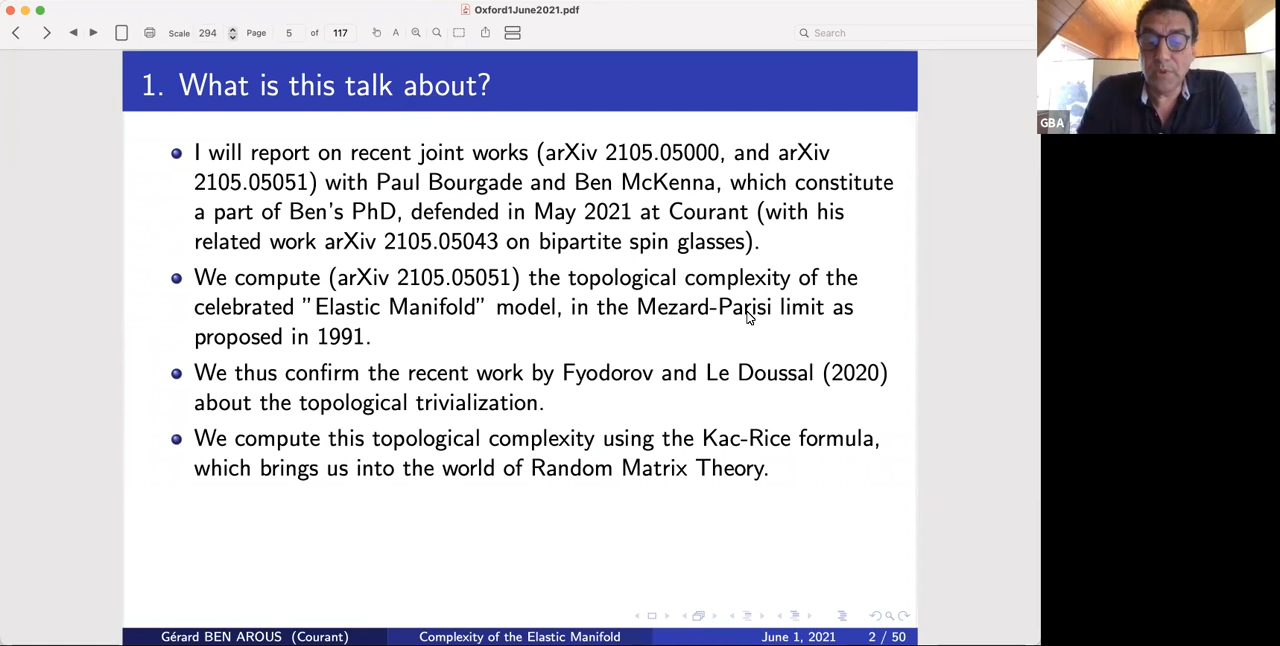 Oxford1June2021.pdf
Scale 294 Page 5 of 117 A Search
1. What is this talk about?
I will report on recent joint works (arXiv 2105.05000, and arXiv
2105.05051) with Paul Bourgade and Ben McKenna, which constitute
a part of Ben's PhD, defended in May 2021 at Courant (with his
related work arXiv 2105.05043 on bipartite spin glasses).
We compute (arXiv 2105.05051) the topological complexity of the
celebrated "Elastic Manifold" model, in the Mezard-Parisi limit as
proposed in 1991.
We thus confirm the recent work by Fyodorov and Le Doussal (2020)
about the topological trivialization.
We compute this topological complexity using the Kac-Rice formula,
which brings us into the world of Random Matrix Theory.
Gérard BEN AROUS (Courant) Complexity of the Elastic Manifold June 1, 2021 2 / 50
GBA